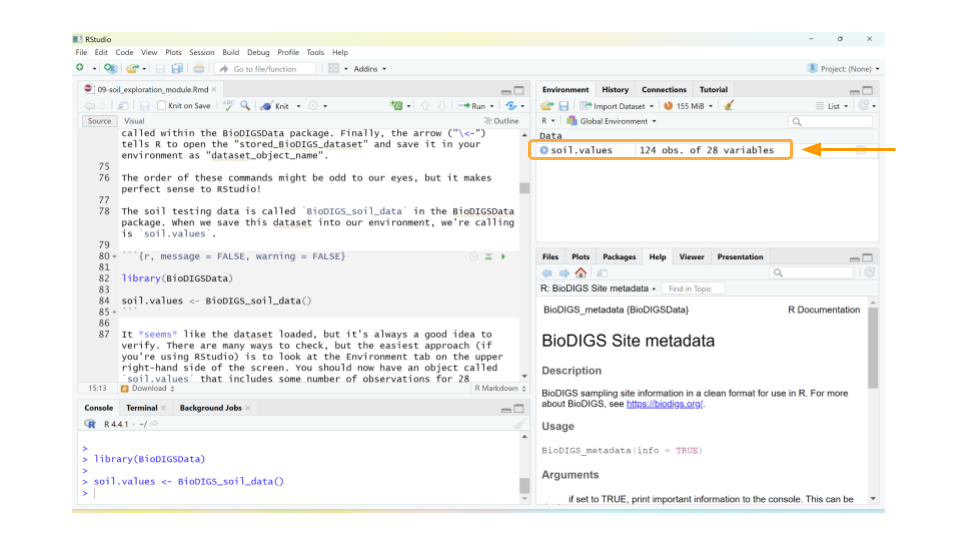 RStudio
File Edit Code View Plots Session Build Debug Profile Tools Help
Go to file/function Addins Project: (None)
09-soil_exploration_module.Rmd
Knit on Save ABC Knit Run
Source Visual Outline
called within the BioDIGSData package. Finally, the arrow ("\<-")
tells R to open the "stored_BioDIGS_dataset" and save it in your
environment as "dataset_object_name".
75
76 The order of these commands might be odd to our eyes, but it makes
perfect sense to RStudio!
77
78 The soil testing data is called `BioDIGS_soil_data` in the BioDIGSData
package. When we save this dataset into our environment, we're calling
is `soil.values`.
79
80 ```{r, message = FALSE, warning = FALSE}
81
82 library(BioDIGSData)
83
84 soil.values <- BioDIGS_soil_data()
85 ```
86
87 It *seems* like the dataset loaded, but it's always a good idea to
verify. There are many ways to check, but the easiest approach (if
you're using RStudio) is to look at the Environment tab on the upper
right-hand side of the screen. You should now have an object called
`soil.values` that includes some number of observations for 28
15:13 Download R Markdown
Console Terminal Background Jobs
R 4.4.1 · ~/
>
> library(BioDIGSData)
>
> soil.values <- BioDIGS_soil_data()
>
Environment History Connections Tutorial
Import Dataset 155 MiB List
R Global Environment
Data
soil.values 124 obs. of 28 variables
Files Plots Packages Help Viewer Presentation
R: BioDIGS Site metadata Find in Topic
BioDIGS_metadata {BioDIGSData} R Documentation
BioDIGS Site metadata
Description
BioDIGS sampling site information in a clean format for use in R. For more
about BioDIGS, see https://biodigs.org/.
Usage
BioDIGS_metadata(info = TRUE)
Arguments
if set to TRUE, print important information to the console. This can be